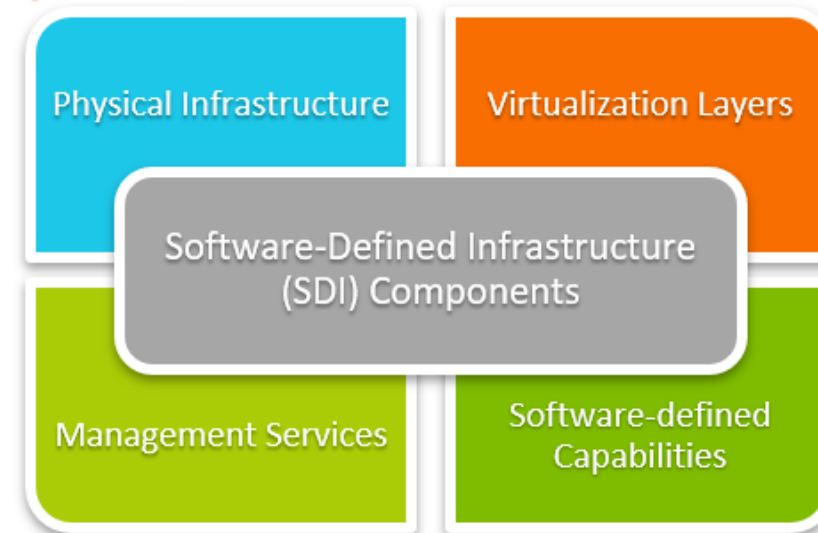 Physical Infrastructure
Virtualization Layers
Software-Defined Infrastructure
(SDI) Components
Management Services
Software-defined
Capabilities